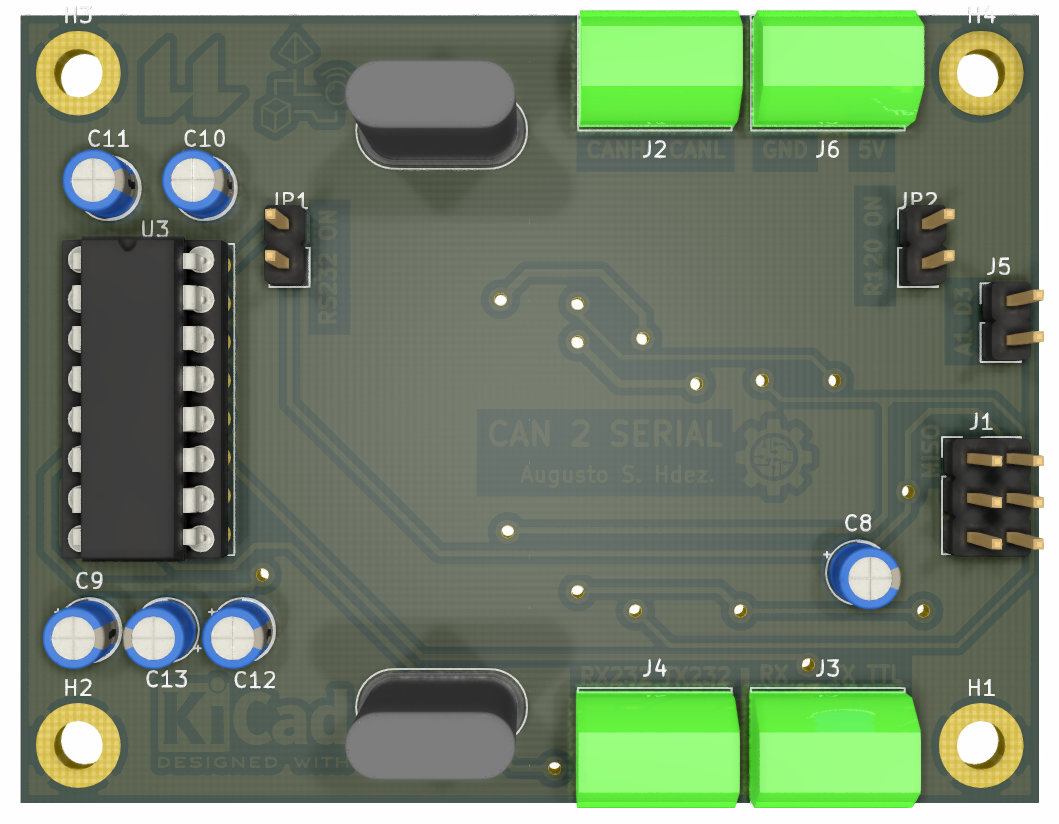 H3
H4
C11
C10
J2
J6
CANH
CANL
GND
5V
JP1
JP2
U3
RS232 ON
R120 ON
J5
A1 D3
J1
MISO
CAN 2 SERIAL
Augusto S. Hdez.
C8
C9
C13
C12
J4
J3
RX232
TX232
RX
TX TTL
H2
H1
KiCad
DESIGNED WITH